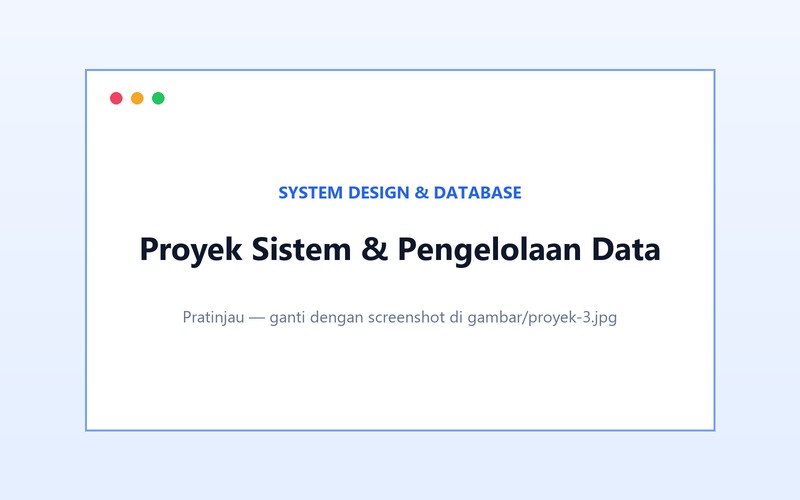 SYSTEM DESIGN & DATABASE
Proyek Sistem & Pengelolaan Data
Pratinjau — ganti dengan screenshot di gambar/proyek-3.jpg